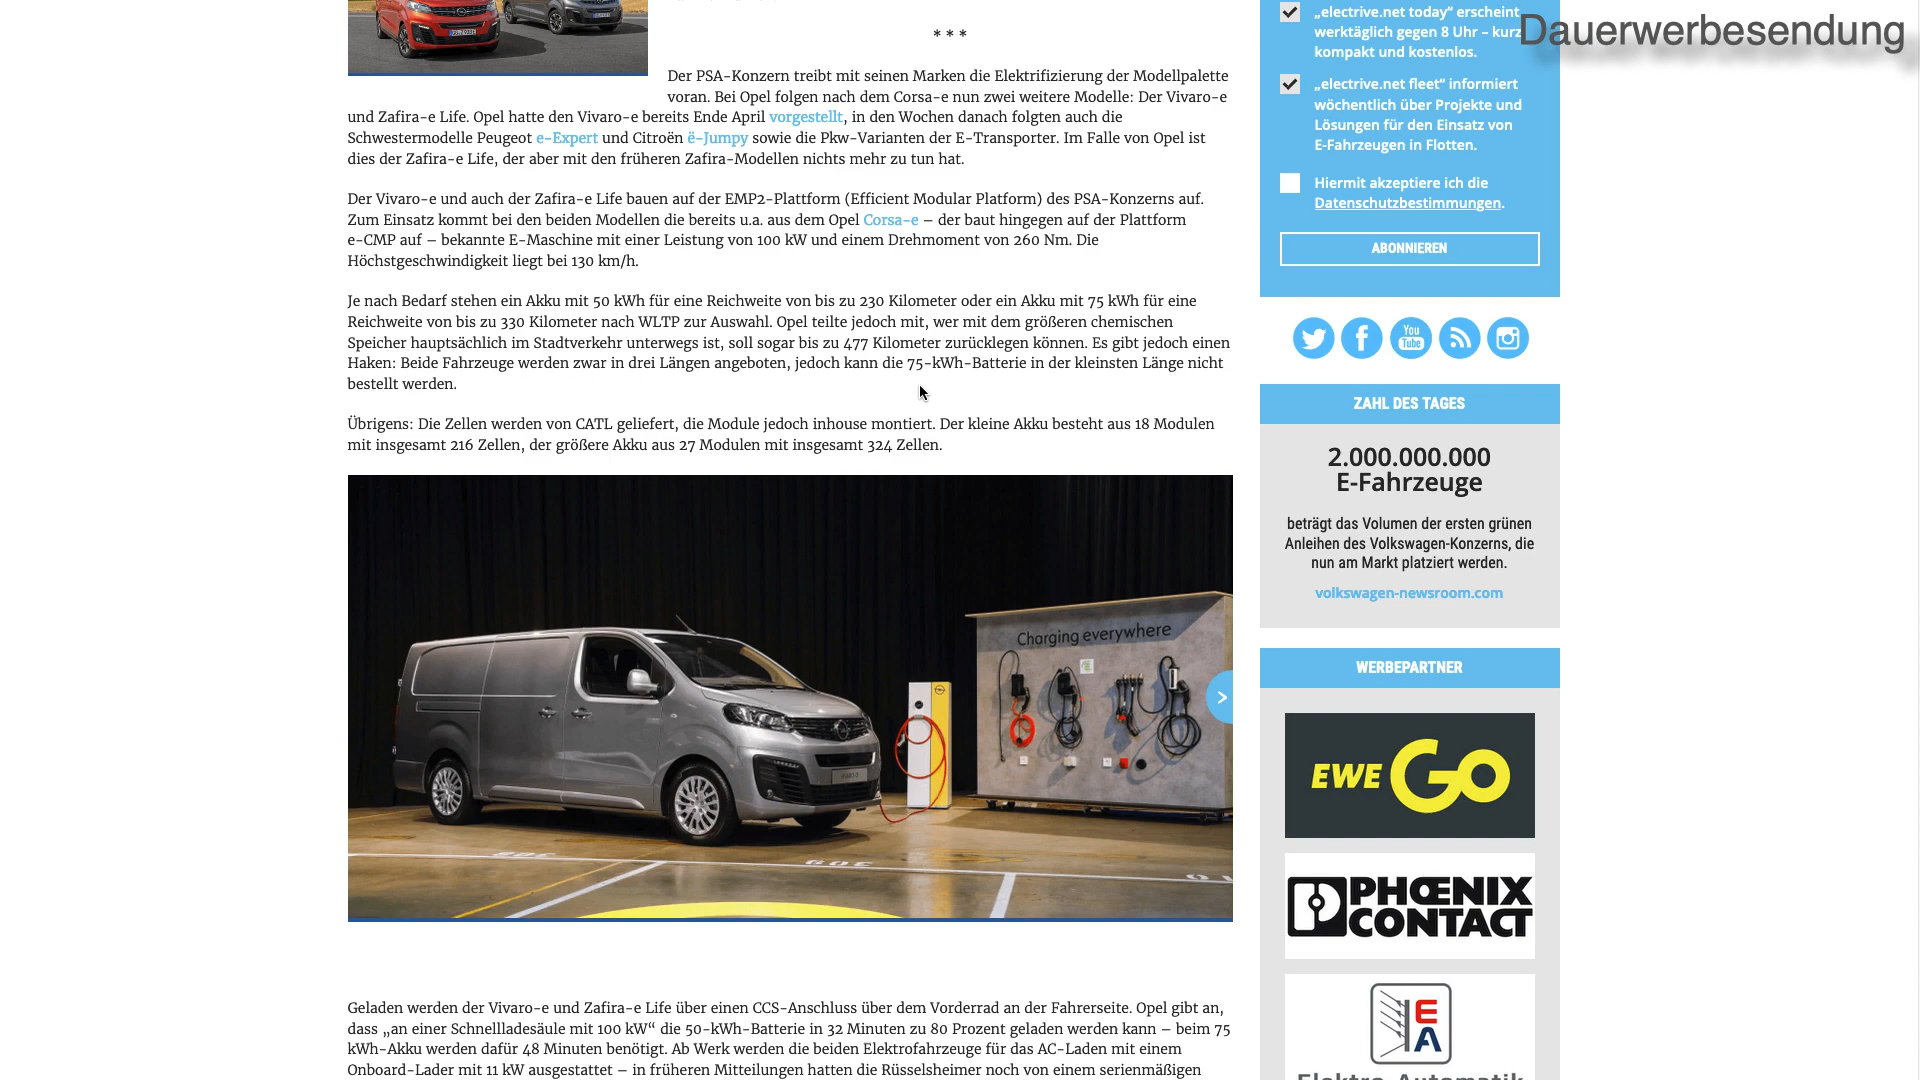 * * *
Der PSA-Konzern treibt mit seinen Marken die Elektrifizierung der Modellpalette
voran. Bei Opel folgen nach dem Corsa-e nun zwei weitere Modelle: Der Vivaro-e
und Zafira-e Life. Opel hatte den Vivaro-e bereits Ende April vorgestellt, in den Wochen danach folgten auch die
Schwestermodelle Peugeot e-Expert und Citroën ë-Jumpy sowie die Pkw-Varianten der E-Transporter. Im Falle von Opel ist
dies der Zafira-e Life, der aber mit den früheren Zafira-Modellen nichts mehr zu tun hat.
Der Vivaro-e und auch der Zafira-e Life bauen auf der EMP2-Plattform (Efficient Modular Platform) des PSA-Konzerns auf.
Zum Einsatz kommt bei den beiden Modellen die bereits u.a. aus dem Opel Corsa-e – der baut hingegen auf der Plattform
e-CMP auf – bekannte E-Maschine mit einer Leistung von 100 kW und einem Drehmoment von 260 Nm. Die
Höchstgeschwindigkeit liegt bei 130 km/h.
Je nach Bedarf stehen ein Akku mit 50 kWh für eine Reichweite von bis zu 230 Kilometer oder ein Akku mit 75 kWh für eine
Reichweite von bis zu 330 Kilometer nach WLTP zur Auswahl. Opel teilte jedoch mit, wer mit dem größeren chemischen
Speicher hauptsächlich im Stadtverkehr unterwegs ist, soll sogar bis zu 477 Kilometer zurücklegen können. Es gibt jedoch einen
Haken: Beide Fahrzeuge werden zwar in drei Längen angeboten, jedoch kann die 75-kWh-Batterie in der kleinsten Länge nicht
bestellt werden.
Übrigens: Die Zellen werden von CATL geliefert, die Module jedoch inhouse montiert. Der kleine Akku besteht aus 18 Modulen
mit insgesamt 216 Zellen, der größere Akku aus 27 Modulen mit insgesamt 324 Zellen.
Charging everywhere
Geladen werden der Vivaro-e und Zafira-e Life über einen CCS-Anschluss über dem Vorderrad an der Fahrerseite. Opel gibt an,
dass „an einer Schnellladesäule mit 100 kW“ die 50-kWh-Batterie in 32 Minuten zu 80 Prozent geladen werden kann – beim 75
kWh-Akku werden dafür 48 Minuten benötigt. Ab Werk werden die beiden Elektrofahrzeuge für das AC-Laden mit einem
Onboard-Lader mit 11 kW ausgestattet – in früheren Mitteilungen hatten die Rüsselsheimer noch von einem serienmäßigen
Dauerwerbesendung
„electrive.net today“ erscheint
werktäglich gegen 8 Uhr – kurz,
kompakt und kostenlos.
„electrive.net fleet“ informiert
wöchentlich über Projekte und
Lösungen für den Einsatz von
E-Fahrzeugen in Flotten.
Hiermit akzeptiere ich die
Datenschutzbestimmungen.
ABONNIEREN
You
Tube
ZAHL DES TAGES
2.000.000.000
E-Fahrzeuge
beträgt das Volumen der ersten grünen
Anleihen des Volkswagen-Konzerns, die
nun am Markt platziert werden.
volkswagen-newsroom.com
WERBEPARTNER
EWE GO
PHŒNIX
CONTACT
EA
Elektro-Automatik